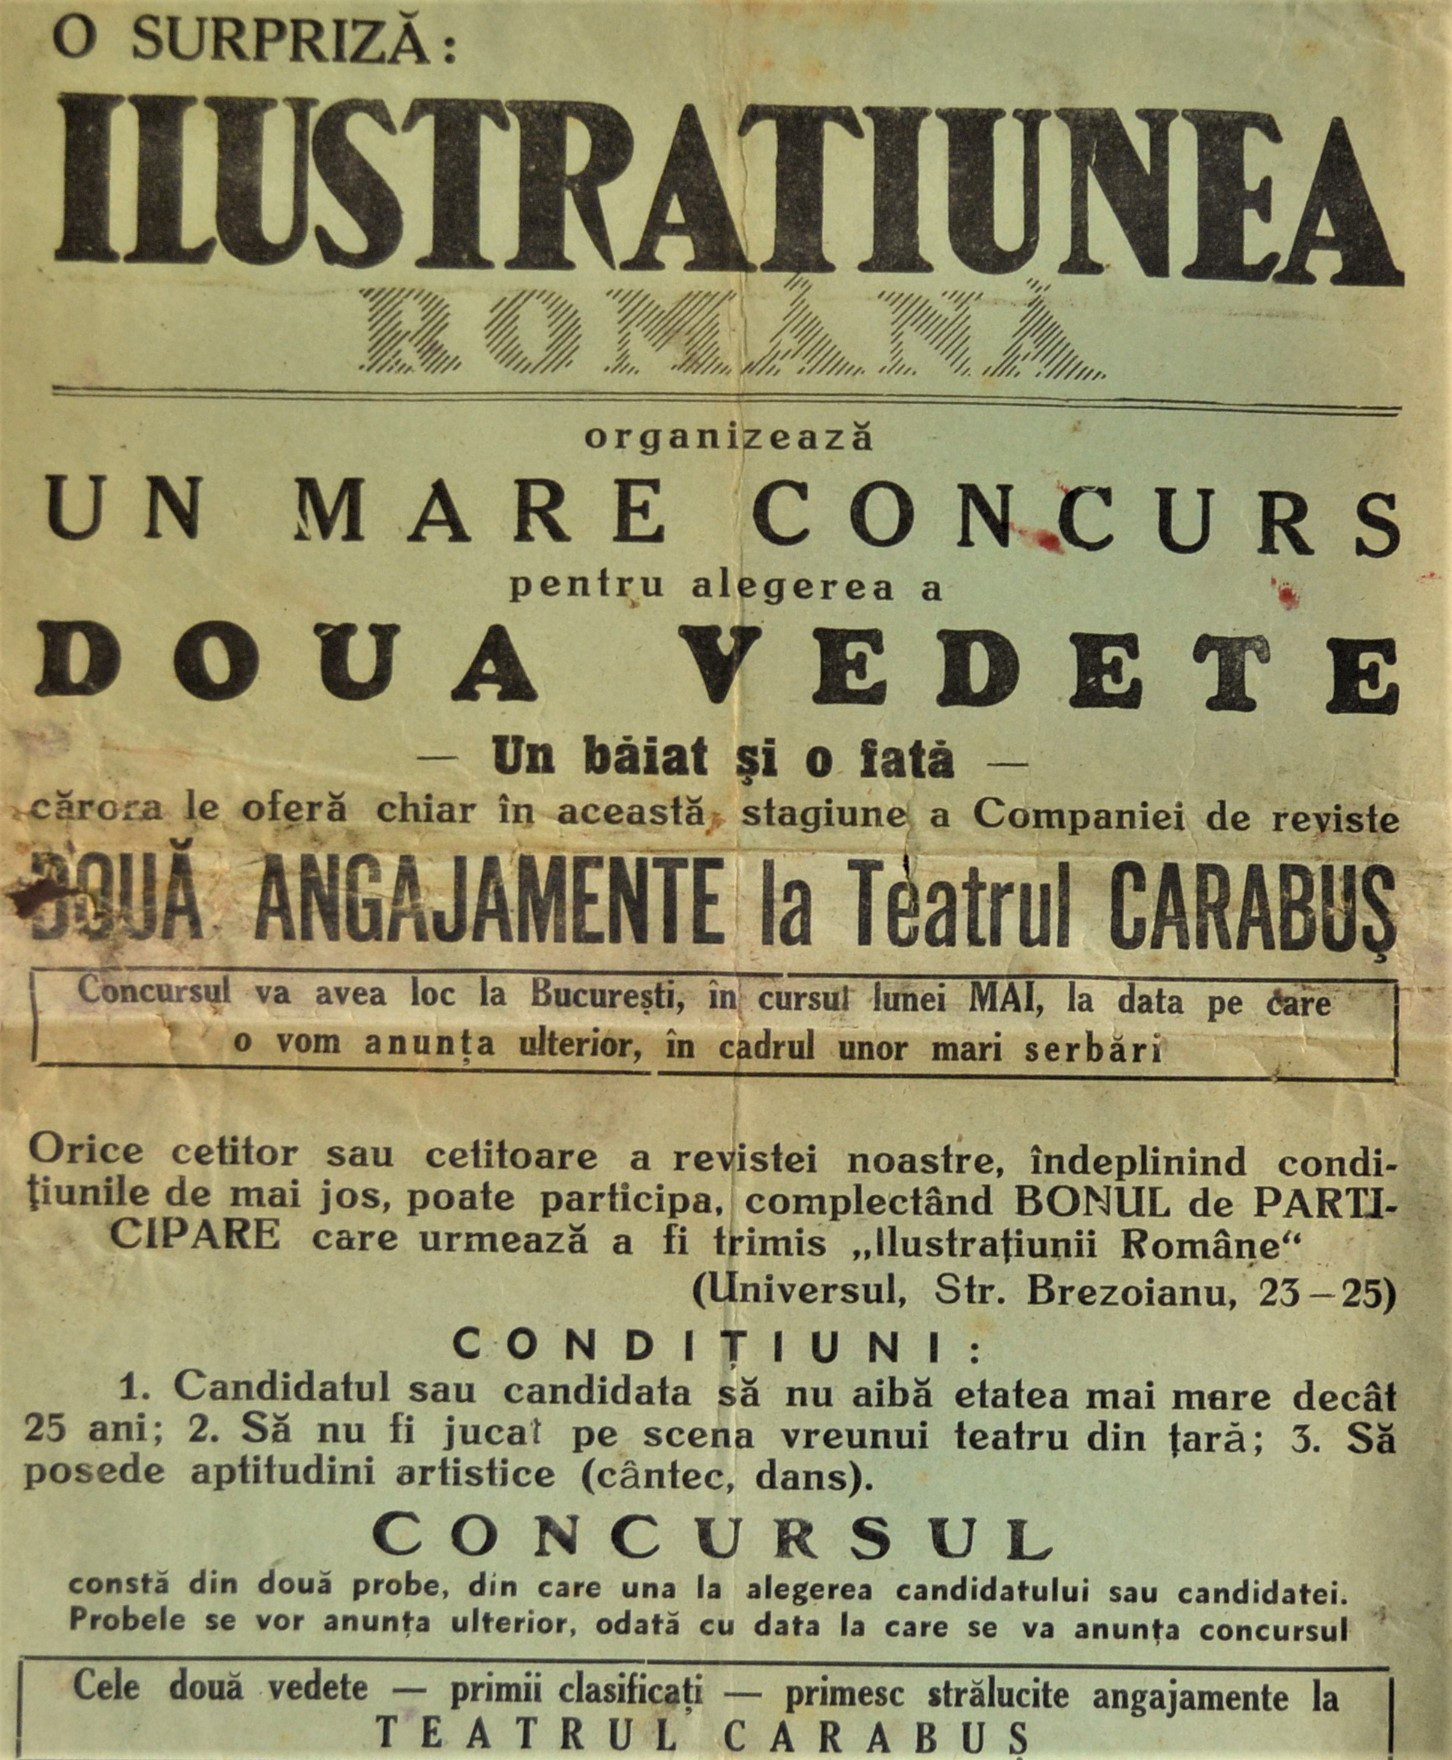 O SURPRIZĂ:
ILUSTRATIUNEA
ROMÂNĂ
organizează
UN MARE CONCURS
pentru alegerea a
DOUA VEDETE
— Un băiat şi o fată —
cărora le oferă chiar în această stagiune a Companiei de reviste
DOUĂ ANGAJAMENTE la Teatrul CARABUŞ
Concursul va avea loc la Bucureşti, în cursul lunei MAI, la data pe care
o vom anunţa ulterior, în cadrul unor mari serbări
Orice cetitor sau cetitoare a revistei noastre, îndeplinind condi-
ţiunile de mai jos, poate participa, complectând BONUL de PARTI-
CIPARE care urmează a fi trimis „Ilustraţiunii Române“
(Universul, Str. Brezoianu, 23–25)
CONDIŢIUNI:
1. Candidatul sau candidata să nu aibă etatea mai mare decât
25 ani; 2. Să nu fi jucat pe scena vreunui teatru din ţară; 3. Să
posede aptitudini artistice (cântec, dans).
CONCURSUL
constă din două probe, din care una la alegerea candidatului sau candidatei.
Probele se vor anunţa ulterior, odată cu data la care se va anunţa concursul
Cele două vedete — primii clasificaţi — primesc strălucite angajamente la
TEATRUL CARABUŞ